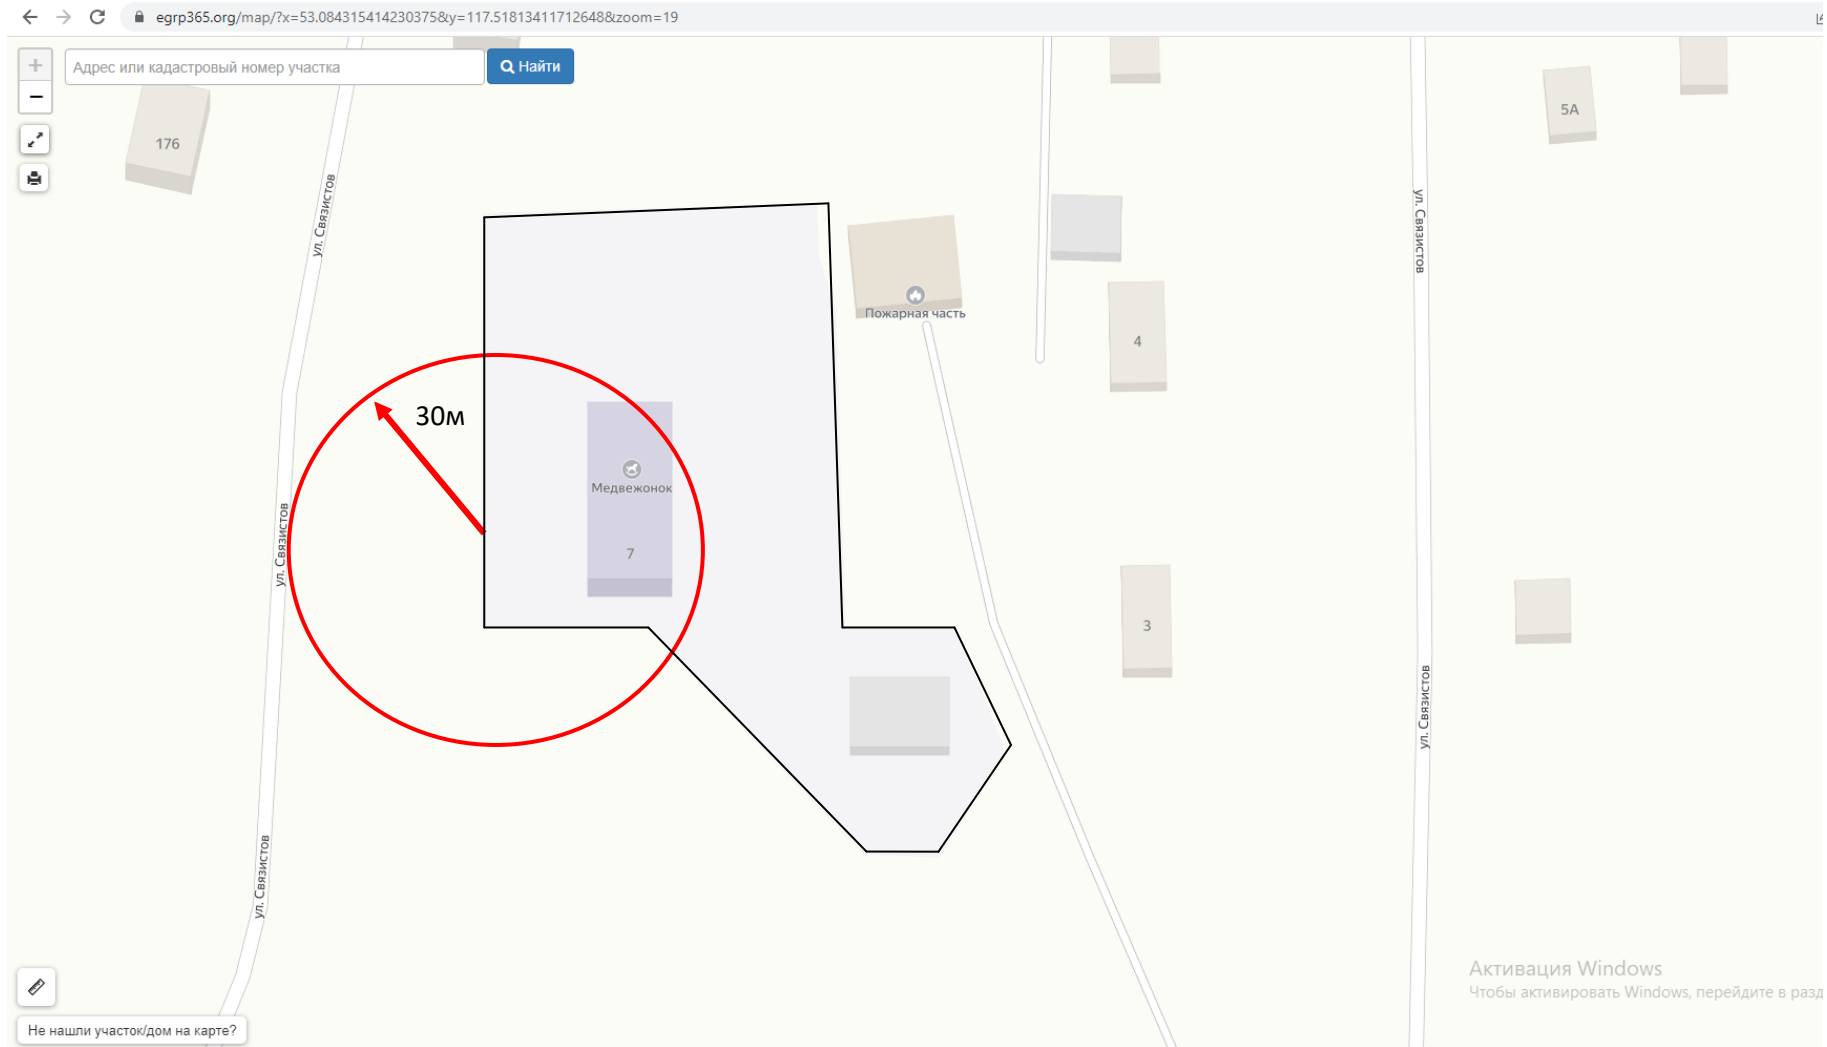 egrp365.org/map/?x=53.084315414230375&y=117.51813411712648&zoom=19
+
Адрес или кадастровый номер участка
Найти
−
176
5А
ул. Связистов
ул. Связистов
Пожарная часть
4
30м
Медвежонок
7
ул. Связистов
3
ул. Связистов
ул. Связистов
Активация Windows
Чтобы активировать Windows, перейдите в разд
Не нашли участок/дом на карте?